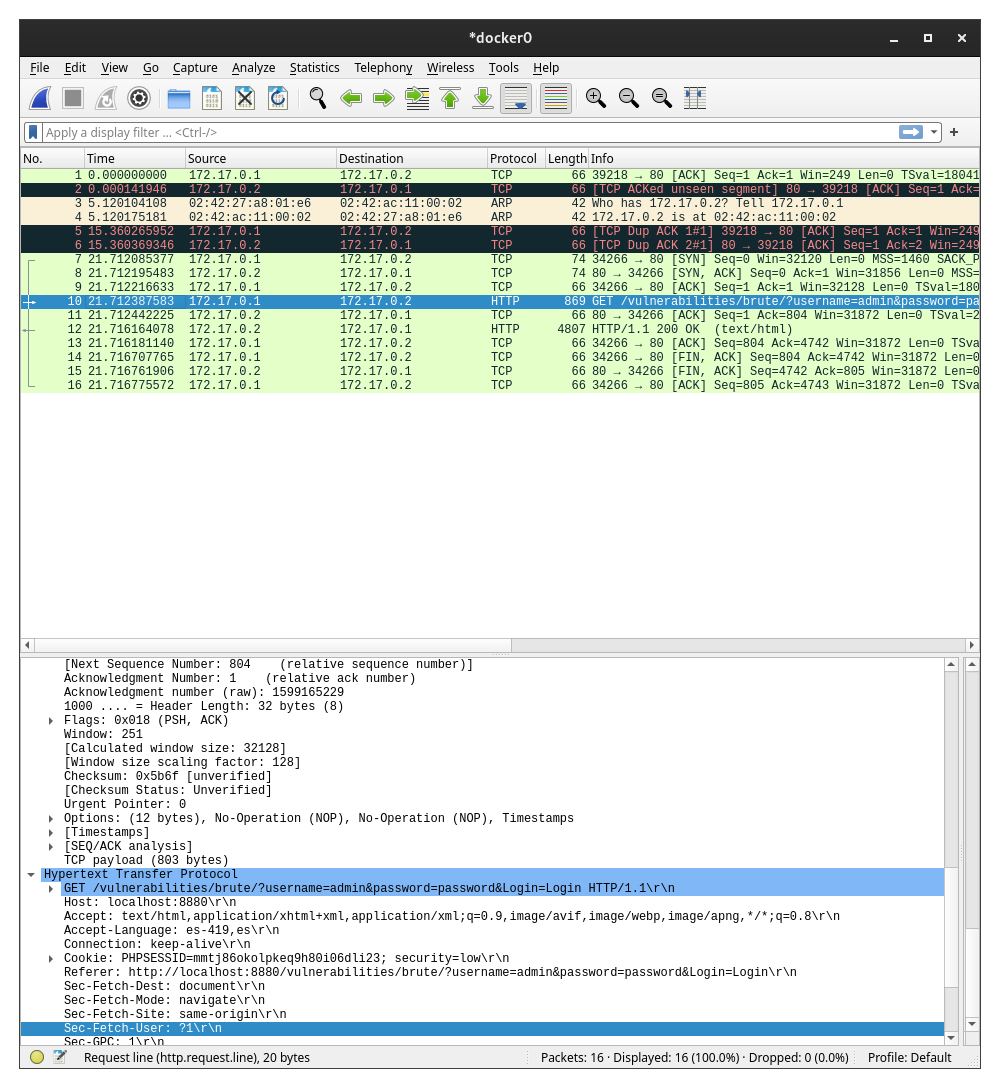 *docker0
File Edit View Go Capture Analyze Statistics Telephony Wireless Tools Help
Apply a display filter ... <Ctrl-/>
No. Time Source Destination Protocol Length Info
1 0.000000000 172.17.0.1 172.17.0.2 TCP 66 39218 → 80 [ACK] Seq=1 Ack=1 Win=249 Len=0 TSval=18041
2 0.000141946 172.17.0.2 172.17.0.1 TCP 66 [TCP ACKed unseen segment] 80 → 39218 [ACK] Seq=1 Ack=
3 5.120104108 02:42:27:a8:01:e6 02:42:ac:11:00:02 ARP 42 Who has 172.17.0.2? Tell 172.17.0.1
4 5.120175181 02:42:ac:11:00:02 02:42:27:a8:01:e6 ARP 42 172.17.0.2 is at 02:42:ac:11:00:02
5 15.360265952 172.17.0.1 172.17.0.2 TCP 66 [TCP Dup ACK 1#1] 39218 → 80 [ACK] Seq=1 Ack=1 Win=249
6 15.360369346 172.17.0.2 172.17.0.1 TCP 66 [TCP Dup ACK 2#1] 80 → 39218 [ACK] Seq=1 Ack=2 Win=249
7 21.712085377 172.17.0.1 172.17.0.2 TCP 74 34266 → 80 [SYN] Seq=0 Win=32120 Len=0 MSS=1460 SACK_P
8 21.712195483 172.17.0.2 172.17.0.1 TCP 74 80 → 34266 [SYN, ACK] Seq=0 Ack=1 Win=31856 Len=0 MSS=
9 21.712216633 172.17.0.1 172.17.0.2 TCP 66 34266 → 80 [ACK] Seq=1 Ack=1 Win=32128 Len=0 TSval=180
10 21.712387583 172.17.0.1 172.17.0.2 HTTP 869 GET /vulnerabilities/brute/?username=admin&password=pa
11 21.712442225 172.17.0.2 172.17.0.1 TCP 66 80 → 34266 [ACK] Seq=1 Ack=804 Win=31872 Len=0 TSval=2
12 21.716164078 172.17.0.2 172.17.0.1 HTTP 4807 HTTP/1.1 200 OK (text/html)
13 21.716181140 172.17.0.1 172.17.0.2 TCP 66 34266 → 80 [ACK] Seq=804 Ack=4742 Win=31872 Len=0 TSva
14 21.716707765 172.17.0.1 172.17.0.2 TCP 66 34266 → 80 [FIN, ACK] Seq=804 Ack=4742 Win=31872 Len=0
15 21.716761906 172.17.0.2 172.17.0.1 TCP 66 80 → 34266 [FIN, ACK] Seq=4742 Ack=805 Win=31872 Len=0
16 21.716775572 172.17.0.1 172.17.0.2 TCP 66 34266 → 80 [ACK] Seq=805 Ack=4743 Win=31872 Len=0 TSva
[Next Sequence Number: 804 (relative sequence number)]
Acknowledgment Number: 1 (relative ack number)
Acknowledgment number (raw): 1599165229
1000 .... = Header Length: 32 bytes (8)
Flags: 0x018 (PSH, ACK)
Window: 251
[Calculated window size: 32128]
[Window size scaling factor: 128]
Checksum: 0x5b6f [unverified]
[Checksum Status: Unverified]
Urgent Pointer: 0
Options: (12 bytes), No-Operation (NOP), No-Operation (NOP), Timestamps
[Timestamps]
[SEQ/ACK analysis]
TCP payload (803 bytes)
Hypertext Transfer Protocol
GET /vulnerabilities/brute/?username=admin&password=password&Login=Login HTTP/1.1\r\n
Host: localhost:8880\r\n
Accept: text/html,application/xhtml+xml,application/xml;q=0.9,image/avif,image/webp,image/apng,*/*;q=0.8\r\n
Accept-Language: es-419,es\r\n
Connection: keep-alive\r\n
Cookie: PHPSESSID=mmtj86okolpkeq9h80i06dli23; security=low\r\n
Referer: http://localhost:8880/vulnerabilities/brute/?username=admin&password=password&Login=Login\r\n
Sec-Fetch-Dest: document\r\n
Sec-Fetch-Mode: navigate\r\n
Sec-Fetch-Site: same-origin\r\n
Sec-Fetch-User: ?1\r\n
Sec-GPC: 1\r\n
Request line (http.request.line), 20 bytes Packets: 16 · Displayed: 16 (100.0%) · Dropped: 0 (0.0%) Profile: Default